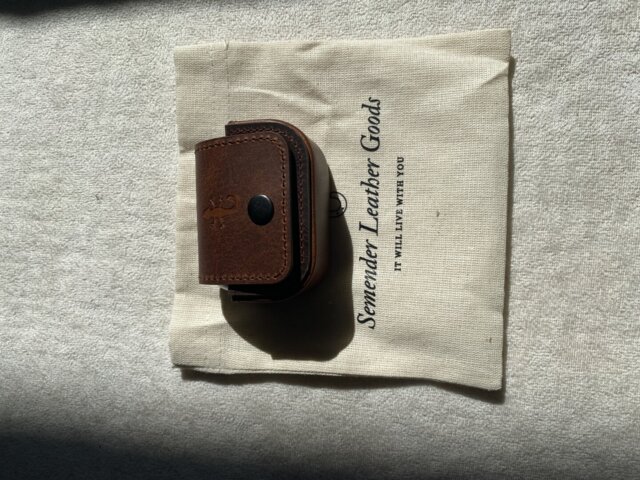 Semender Leather Goods
IT WILL LIVE WITH YOU